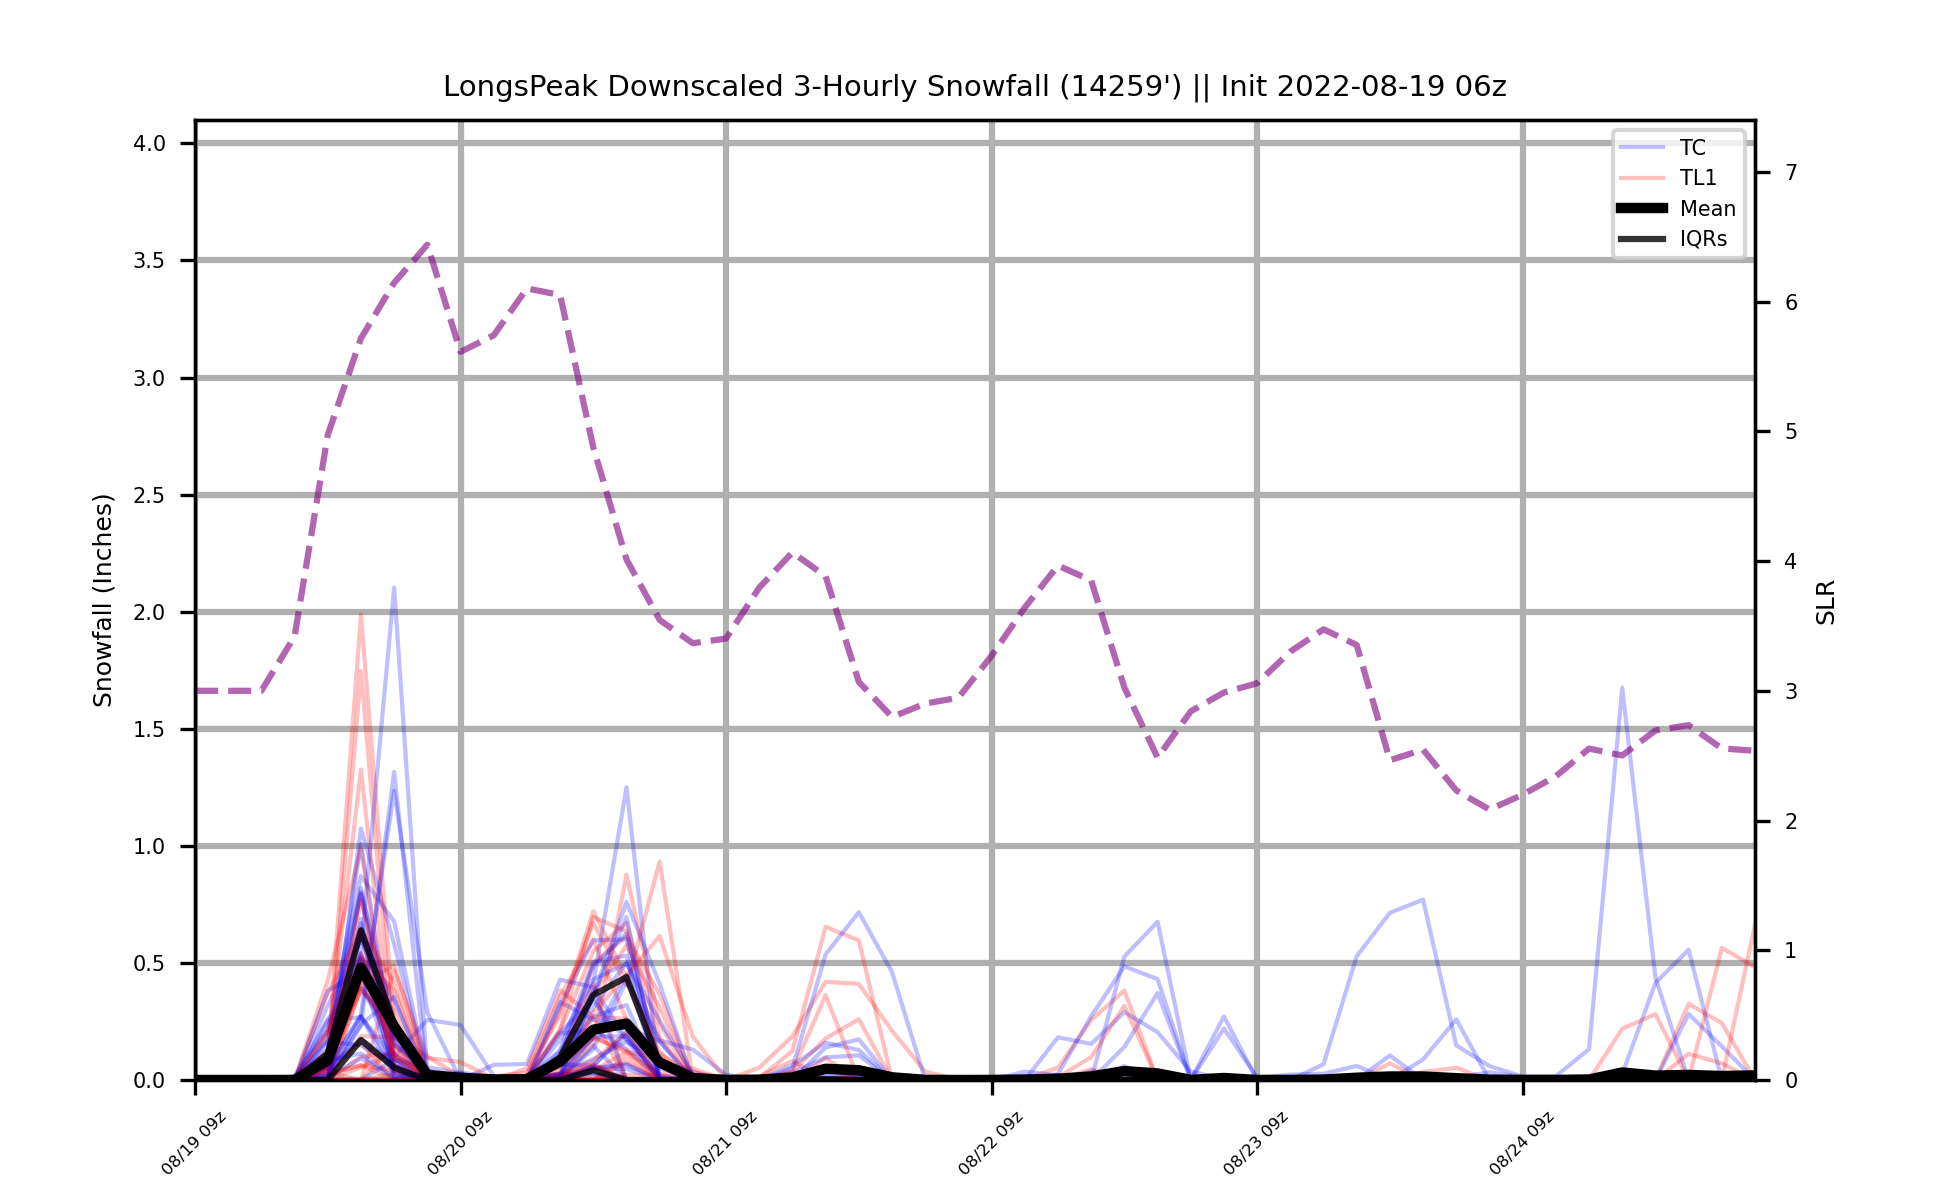 LongsPeak Downscaled 3-Hourly Snowfall (14259') || Init 2022-08-19 06z
TC
TL1
Mean
IQRs
Snowfall (Inches)
4.0
3.5
3.0
2.5
2.0
1.5
1.0
0.5
0.0
SLR
7
6
5
4
3
2
1
0
08/19 09z
08/20 09z
08/21 09z
08/22 09z
08/23 09z
08/24 09z